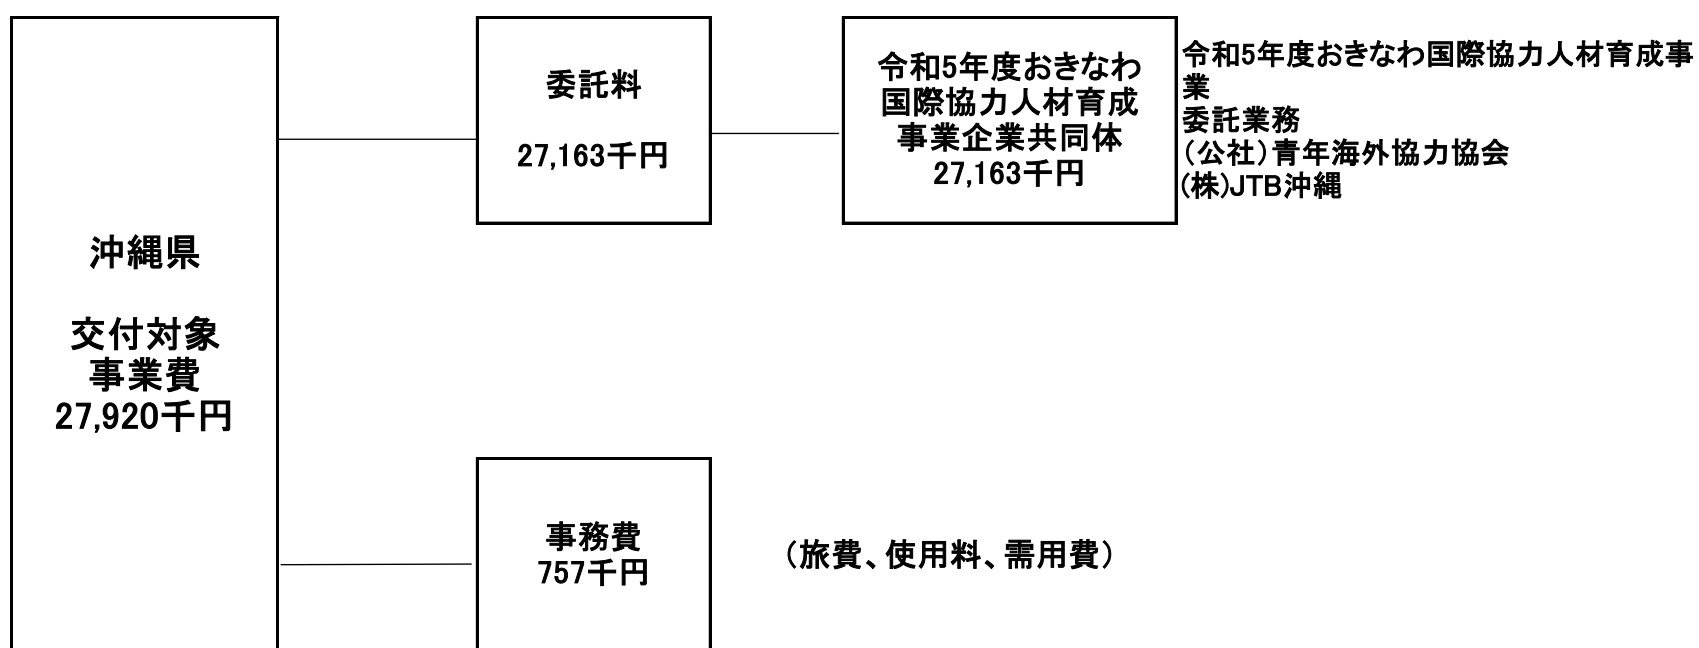 沖縄県
交付対象
事業費
27,920千円
委託料
27,163千円
令和5年度おきなわ
国際協力人材育成
事業企業共同体
27,163千円
令和5年度おきなわ国際協力人材育成事
業
委託業務
（公社）青年海外協力協会
(株)JTB沖縄
事務費
757千円
（旅費、使用料、需用費）